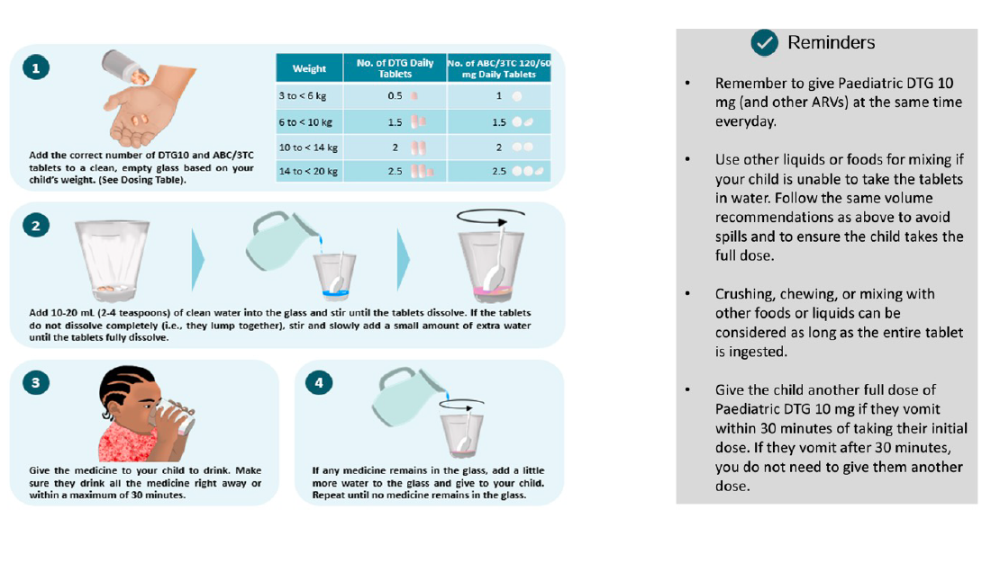 1
Weight No. of DTG Daily Tablets No. of ABC/3TC 120/60 mg Daily Tablets
3 to < 6 kg 0.5 1
6 to < 10 kg 1.5 1.5
10 to < 14 kg 2 2
14 to < 20 kg 2.5 2.5
Add the correct number of DTG10 and ABC/3TC
tablets to a clean, empty glass based on your
child's weight. (See Dosing Table).
2
Add 10-20 mL (2-4 teaspoons) of clean water into the glass and stir until the tablets dissolve. If the tablets
do not dissolve completely (i.e., they lump together), stir and slowly add a small amount of extra water
until the tablets fully dissolve.
3
Give the medicine to your child to drink. Make
sure they drink all the medicine right away or
within a maximum of 30 minutes.
4
If any medicine remains in the glass, add a little
more water to the glass and give to your child.
Repeat until no medicine remains in the glass.
Reminders
• Remember to give Paediatric DTG 10
mg (and other ARVs) at the same time
everyday.
• Use other liquids or foods for mixing if
your child is unable to take the tablets
in water. Follow the same volume
recommendations as above to avoid
spills and to ensure the child takes the
full dose.
• Crushing, chewing, or mixing with
other foods or liquids can be
considered as long as the entire tablet
is ingested.
• Give the child another full dose of
Paediatric DTG 10 mg if they vomit
within 30 minutes of taking their initial
dose. If they vomit after 30 minutes,
you do not need to give them another
dose.